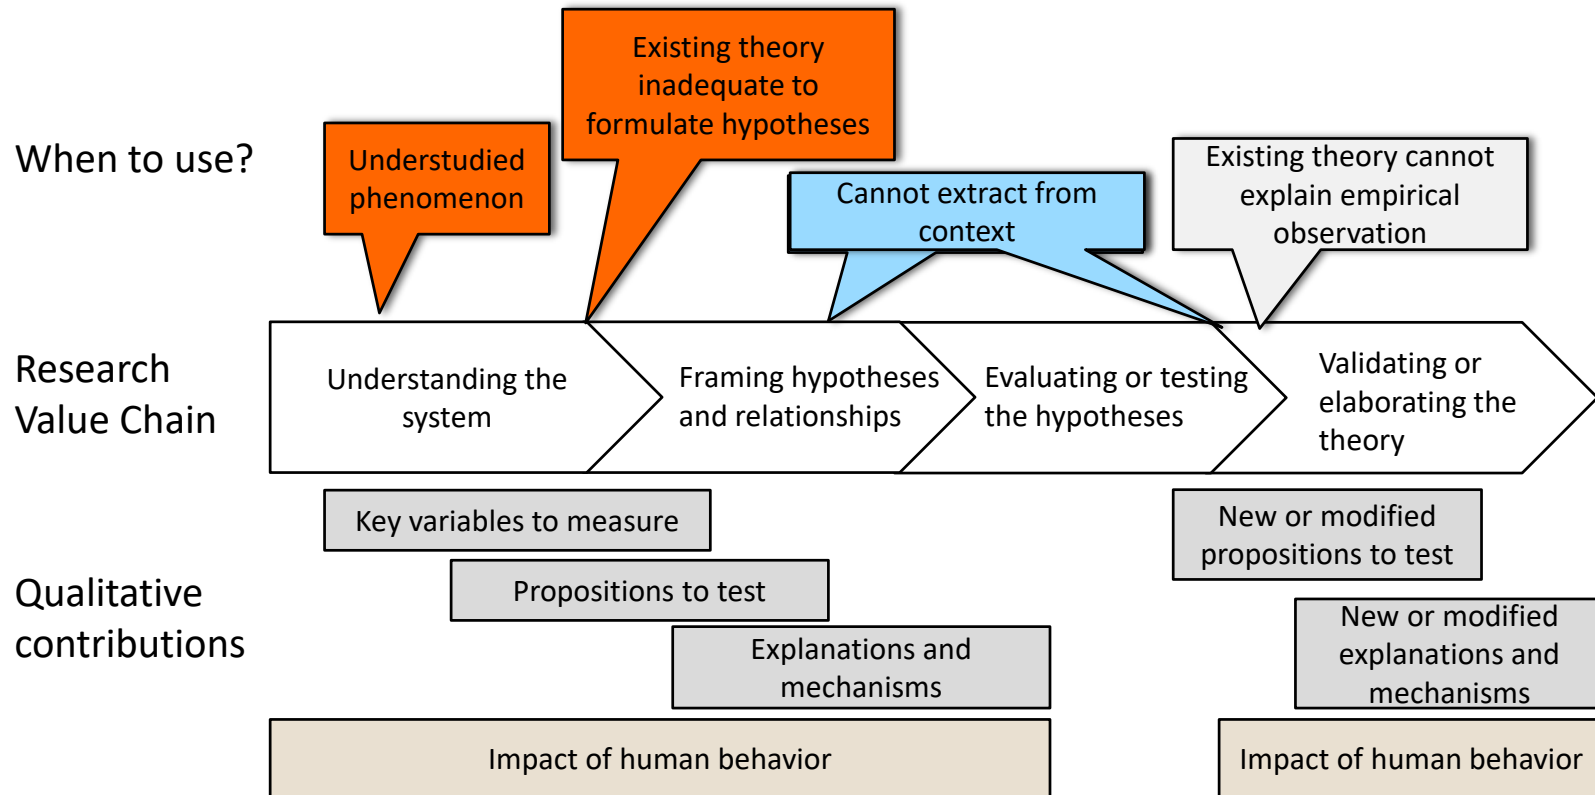 Existing theory
inadequate to
formulate hypotheses
When to use?
Understudied
phenomenon
Cannot extract from
context
Existing theory cannot
explain empirical
observation
Research
Value Chain
Understanding the
system
Framing hypotheses
and relationships
Evaluating or testing
the hypotheses
Validating or
elaborating the
theory
Qualitative
contributions
Key variables to measure
Propositions to test
Explanations and
mechanisms
New or modified
propositions to test
New or modified
explanations and
mechanisms
Impact of human behavior
Impact of human behavior